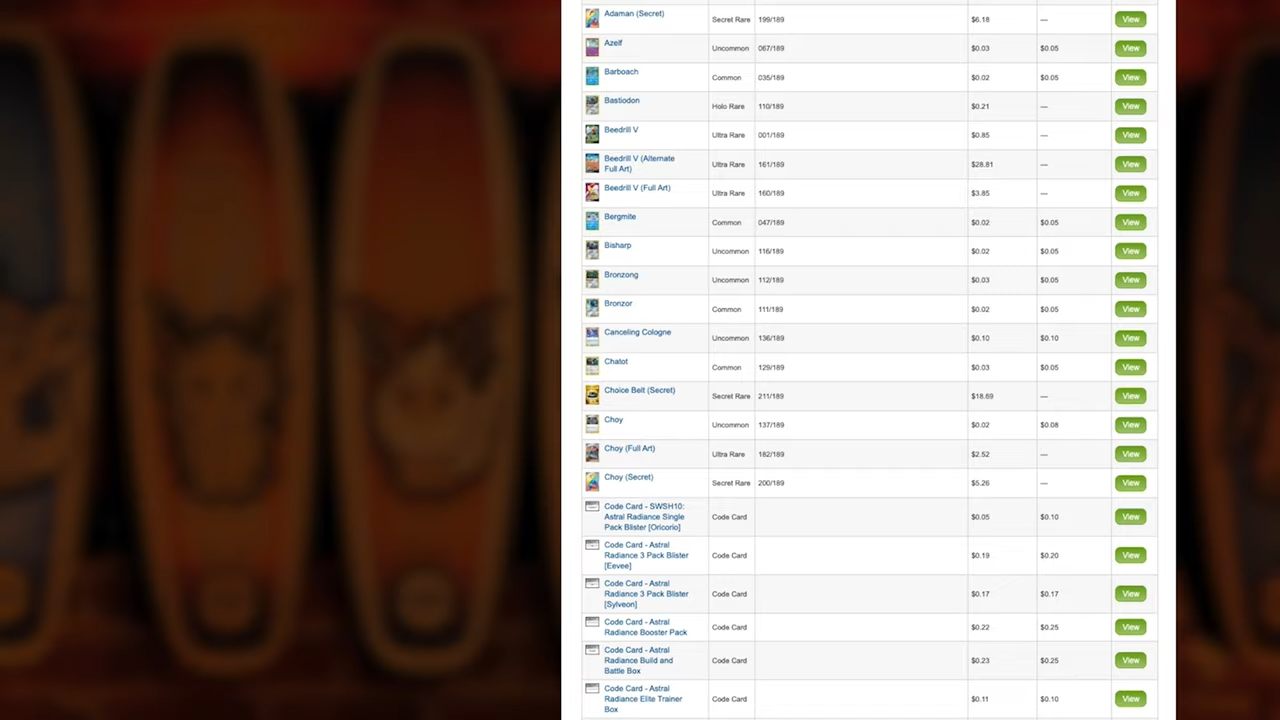 Adaman (Secret) Secret Rare 199/189 $6.18 — View
Azelf Uncommon 067/189 $0.03 $0.05 View
Barboach Common 035/189 $0.02 $0.05 View
Bastiodon Holo Rare 110/189 $0.21 — View
Beedrill V Ultra Rare 001/189 $0.85 — View
Beedrill V (Alternate
Full Art) Ultra Rare 161/189 $28.81 — View
Beedrill V (Full Art) Ultra Rare 160/189 $3.85 — View
Bergmite Common 047/189 $0.02 $0.05 View
Bisharp Uncommon 116/189 $0.02 $0.05 View
Bronzong Uncommon 112/189 $0.03 $0.05 View
Bronzor Common 111/189 $0.02 $0.05 View
Canceling Cologne Uncommon 136/189 $0.10 $0.10 View
Chatot Common 129/189 $0.03 $0.05 View
Choice Belt (Secret) Secret Rare 211/189 $18.69 — View
Choy Uncommon 137/189 $0.02 $0.08 View
Choy (Full Art) Ultra Rare 182/189 $2.52 — View
Choy (Secret) Secret Rare 200/189 $5.26 — View
Code Card - SWSH10:
Astral Radiance Single Code Card $0.05 $0.10 View
Pack Blister [Oricorio]
Code Card - Astral
Radiance 3 Pack Blister Code Card $0.19 $0.20 View
[Eevee]
Code Card - Astral
Radiance 3 Pack Blister Code Card $0.17 $0.17 View
[Sylveon]
Code Card - Astral
Radiance Booster Pack Code Card $0.22 $0.25 View
Code Card - Astral
Radiance Build and Code Card $0.23 $0.25 View
Battle Box
Code Card - Astral
Radiance Elite Trainer Code Card $0.11 $0.10 View
Box